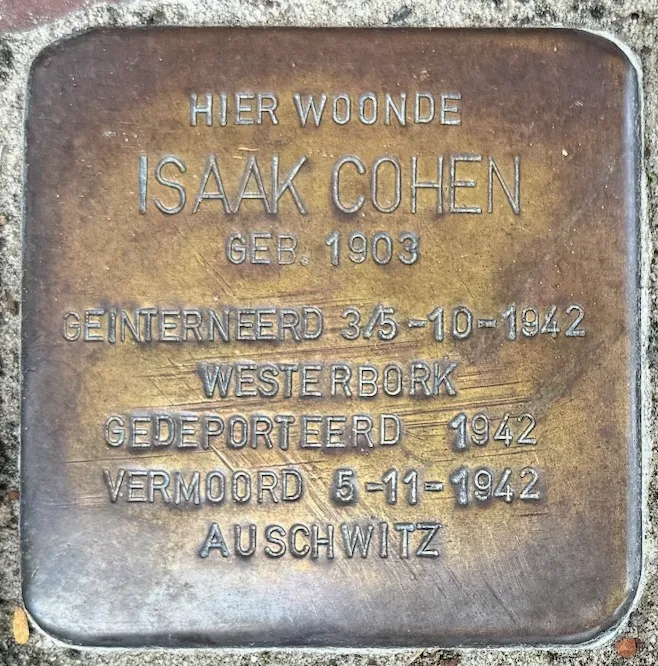 HIER WOONDE
ISAAK COHEN
GEB. 1903
GEINTERNEERD 3/5-10-1942
WESTERBORK
GEDEPORTEERD 1942
VERMOORD 5-11-1942
AUSCHWITZ